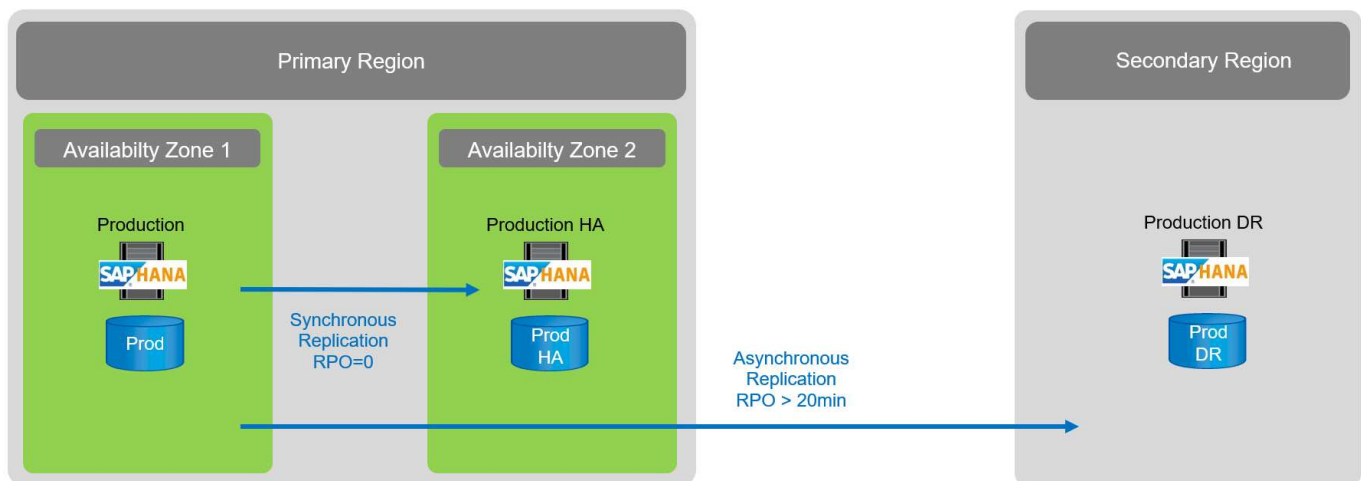 Primary Region
Secondary Region
Availabilty Zone 1
Availabilty Zone 2
Production
SAP HANA
Prod
Synchronous
Replication
RPO=0
Production HA
SAP HANA
Prod
HA
Asynchronous
Replication
RPO > 20min
Production DR
SAP HANA
Prod
DR